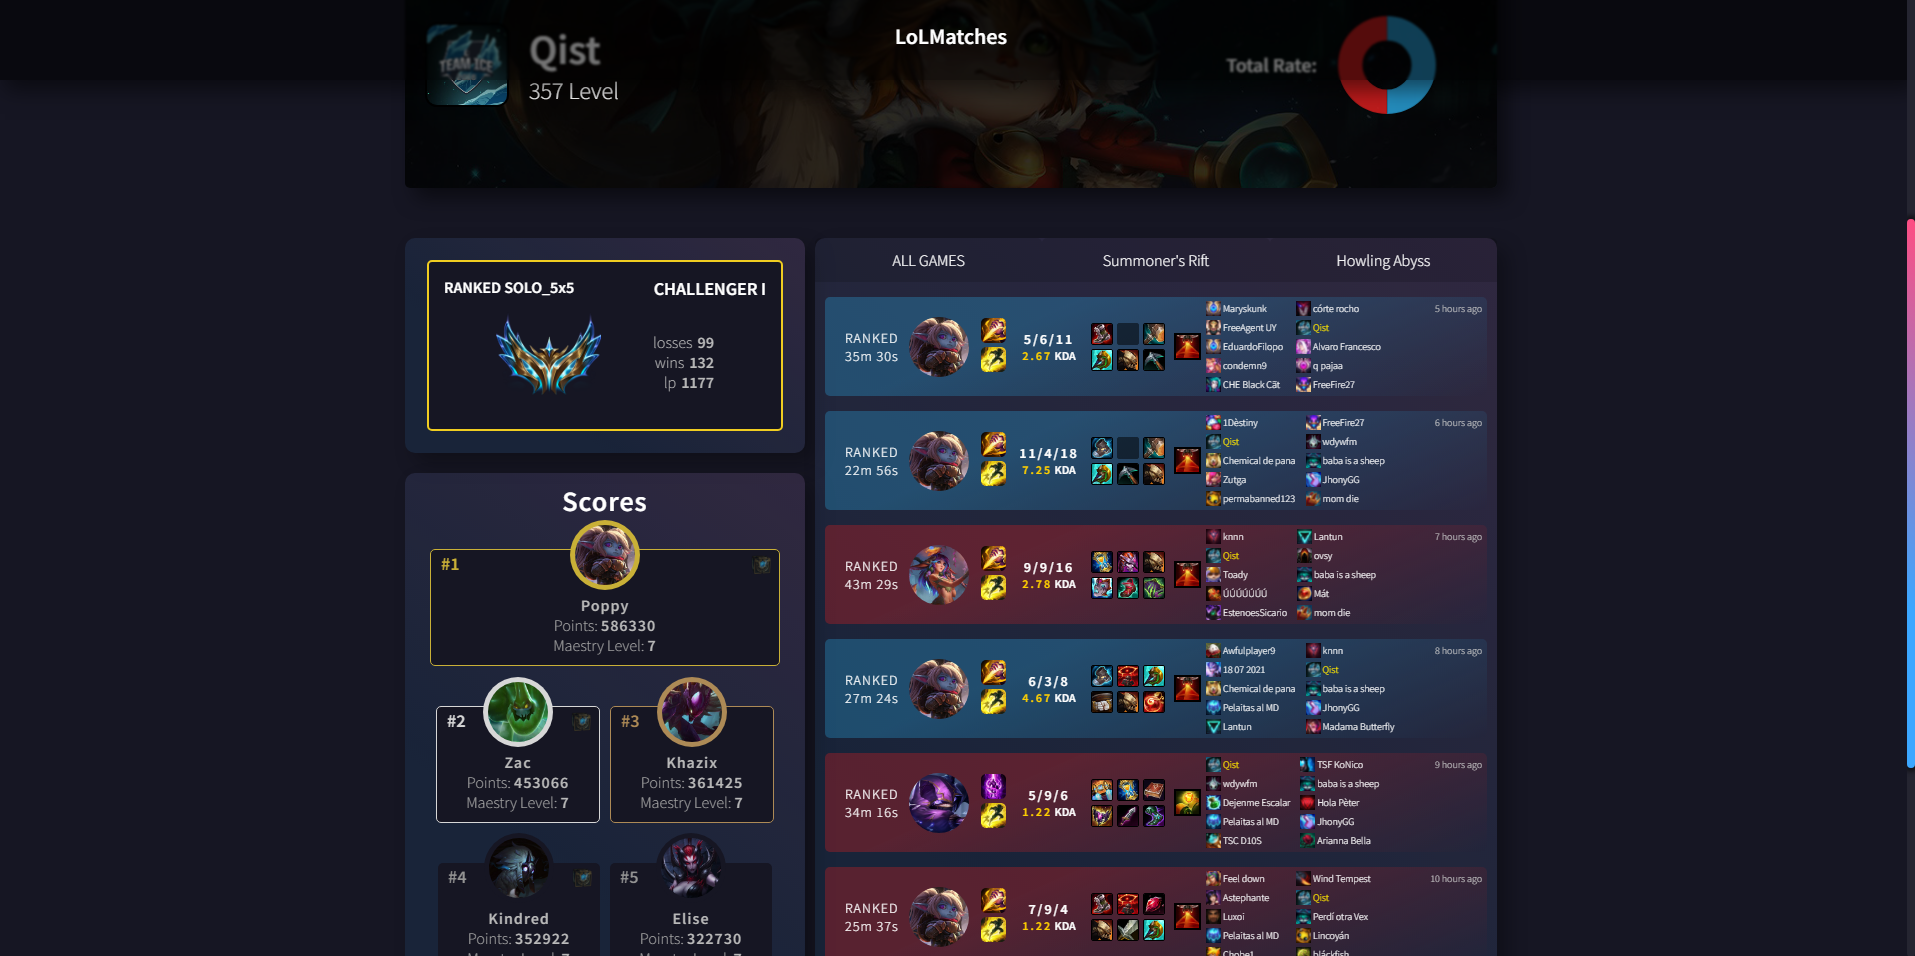 LoLMatches
TEAM ICE
Qist
357 Level
Total Rate:
RANKED SOLO_5x5
CHALLENGER I
losses 99
wins 132
lp 1177
Scores
#1
Poppy
Points: 586330
Maestry Level: 7
#2
Zac
Points: 453066
Maestry Level: 7
#3
Khazix
Points: 361425
Maestry Level: 7
#4
Kindred
Points: 352922
#5
Elise
Points: 322730
ALL GAMES
Summoner's Rift
Howling Abyss
RANKED
35m 30s
5/6/11
2.67 KDA
Maryskunk
FreeAgent UY
EduardoFilopo
condemn9
CHE Black Cät
córte rocho
Qist
Alvaro Francesco
q pajaa
FreeFire27
5 hours ago
RANKED
22m 56s
11/4/18
7.25 KDA
1Dèstiny
Qist
Chemical de pana
Zutga
permabanned123
FreeFire27
wdywfm
baba is a sheep
JhonyGG
mom die
6 hours ago
RANKED
43m 29s
9/9/16
2.78 KDA
knnn
Qist
Toady
ÚÚÚÚÚÚÚ
EstenoesSicario
Lantun
ovsy
baba is a sheep
Mát
mom die
7 hours ago
RANKED
27m 24s
6/3/8
4.67 KDA
Awfulplayer9
18 07 2021
Chemical de pana
Pelaitas al MD
Lantun
knnn
Qist
baba is a sheep
JhonyGG
Madama Butterfly
8 hours ago
RANKED
34m 16s
5/9/6
1.22 KDA
Qist
wdywfm
Dejenme Escalar
Pelaitas al MD
TSC D10S
TSF KoNico
baba is a sheep
Hola Pèter
JhonyGG
Arianna Bella
9 hours ago
RANKED
25m 37s
7/9/4
1.22 KDA
Feel down
Astephante
Luxoi
Pelaitas al MD
Chobe1
Wind Tempest
Qist
Perdí otra Vex
Lincoyán
bláckfish
10 hours ago